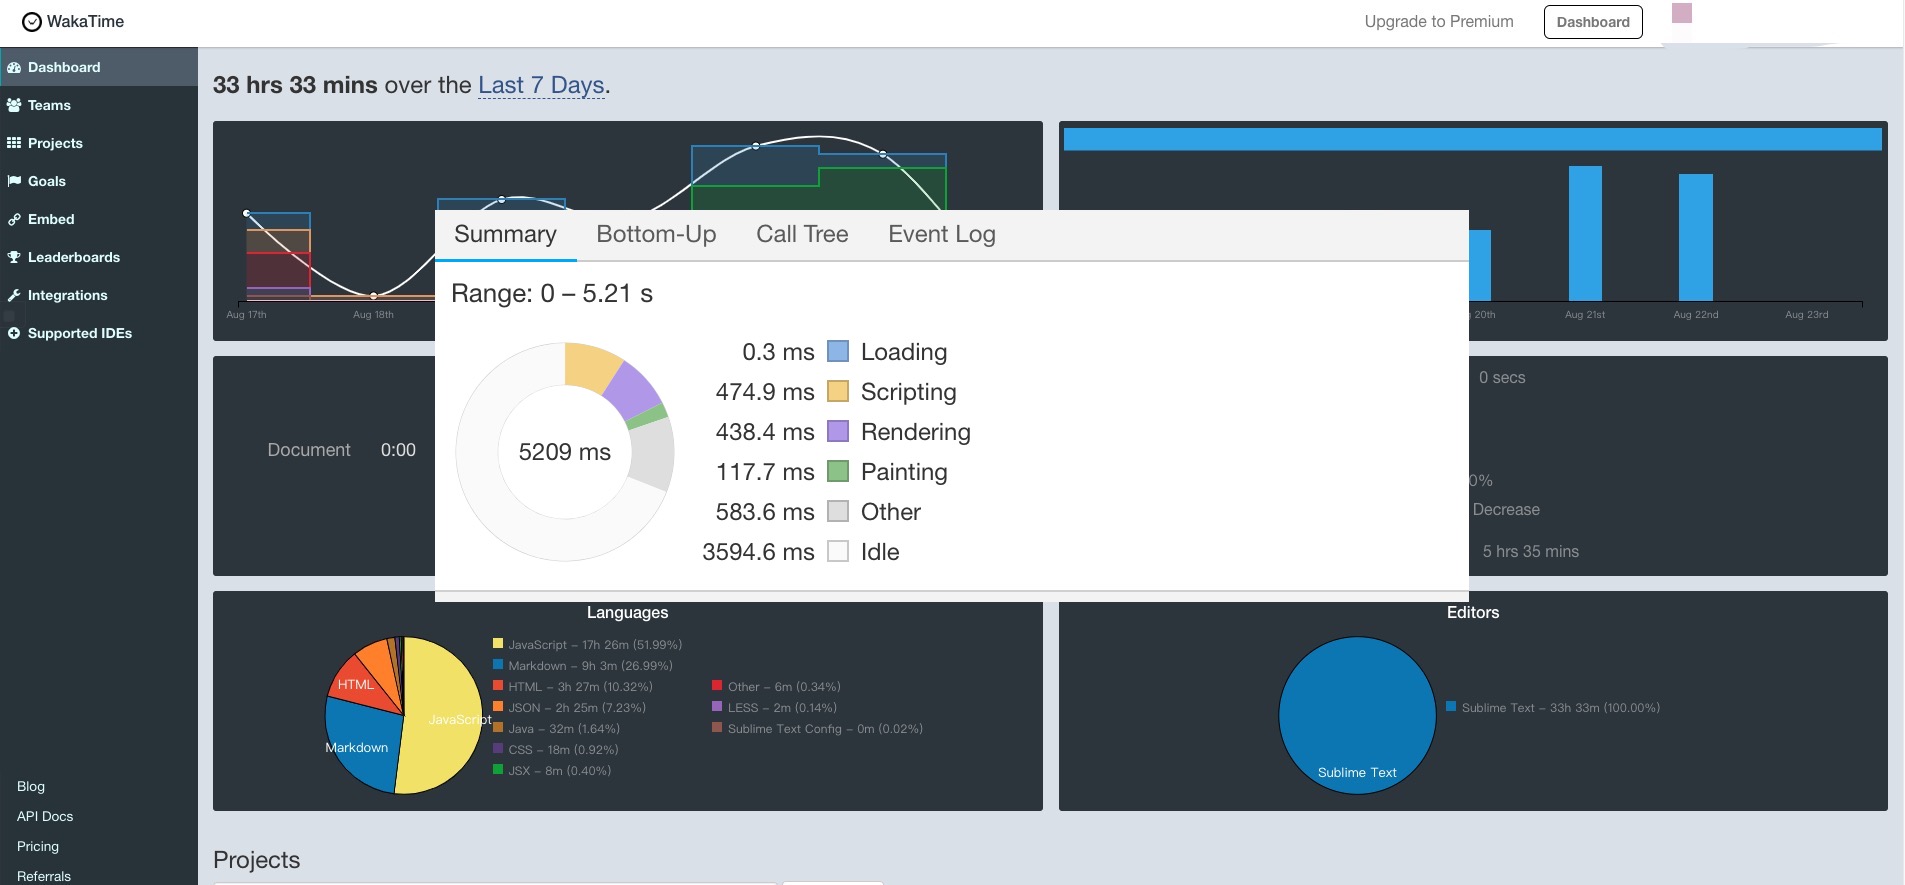 WakaTime
Upgrade to Premium
Dashboard
Dashboard
Teams
Projects
Goals
Embed
Leaderboards
Integrations
Supported IDEs
33 hrs 33 mins over the Last 7 Days.
Aug 17th
Aug 18th
20th
Aug 21st
Aug 22nd
Aug 23rd
Summary
Bottom-Up
Call Tree
Event Log
Range: 0 – 5.21 s
5209 ms
0.3 ms Loading
474.9 ms Scripting
438.4 ms Rendering
117.7 ms Painting
583.6 ms Other
3594.6 ms Idle
Document 0:00
0 secs
0%
Decrease
5 hrs 35 mins
Languages
HTML
JavaScript
Markdown
JavaScript – 17h 26m (51.99%)
Markdown – 9h 3m (26.99%)
HTML – 3h 27m (10.32%)
JSON – 2h 25m (7.23%)
Java – 32m (1.64%)
CSS – 18m (0.92%)
JSX – 8m (0.40%)
Other – 6m (0.34%)
LESS – 2m (0.14%)
Sublime Text Config – 0m (0.02%)
Editors
Sublime Text
Sublime Text – 33h 33m (100.00%)
Blog
API Docs
Pricing
Referrals
Projects